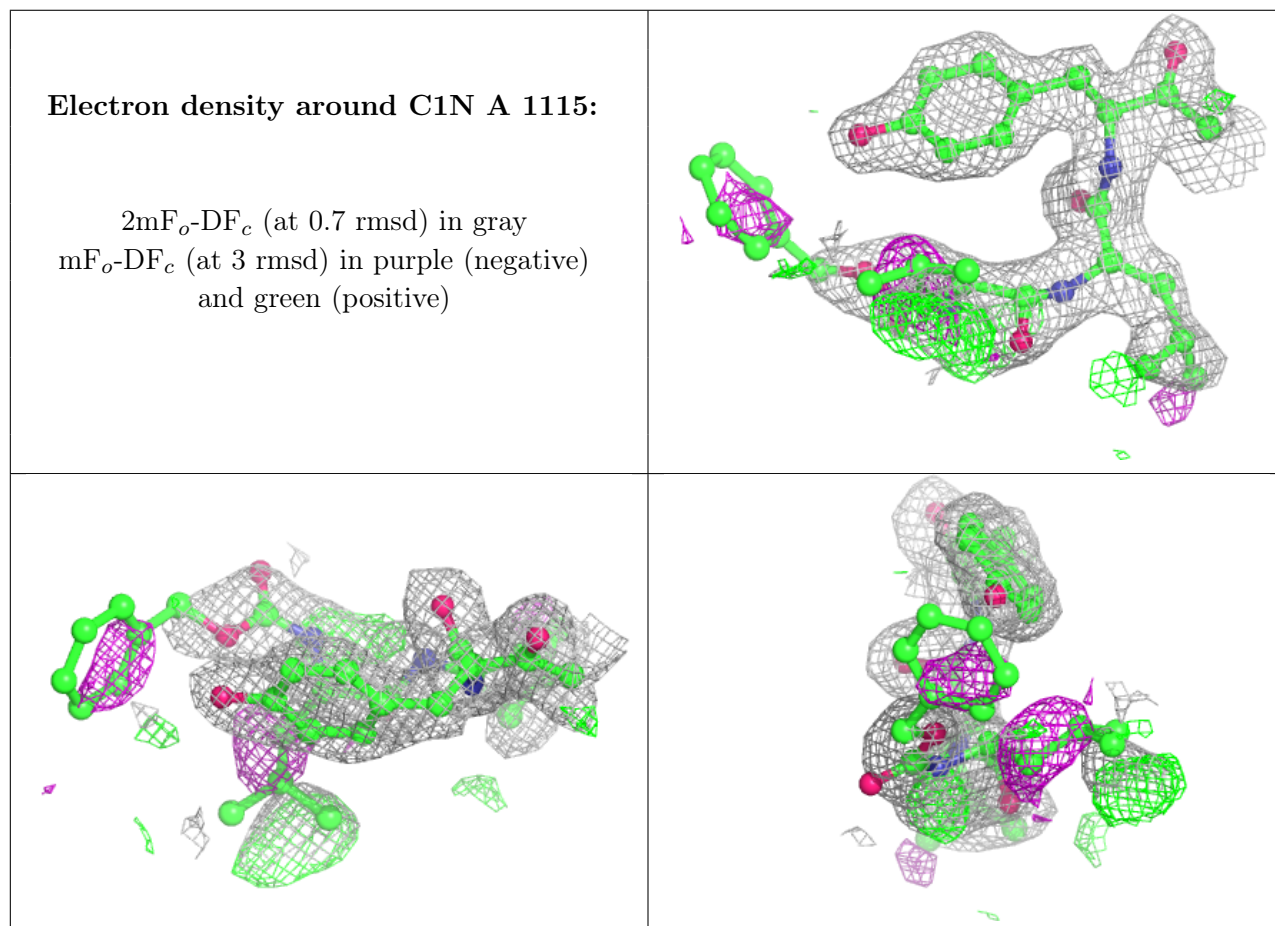 Electron density around C1N A 1115:
2mFo-DFc (at 0.7 rmsd) in gray
mFo-DFc (at 3 rmsd) in purple (negative)
and green (positive)